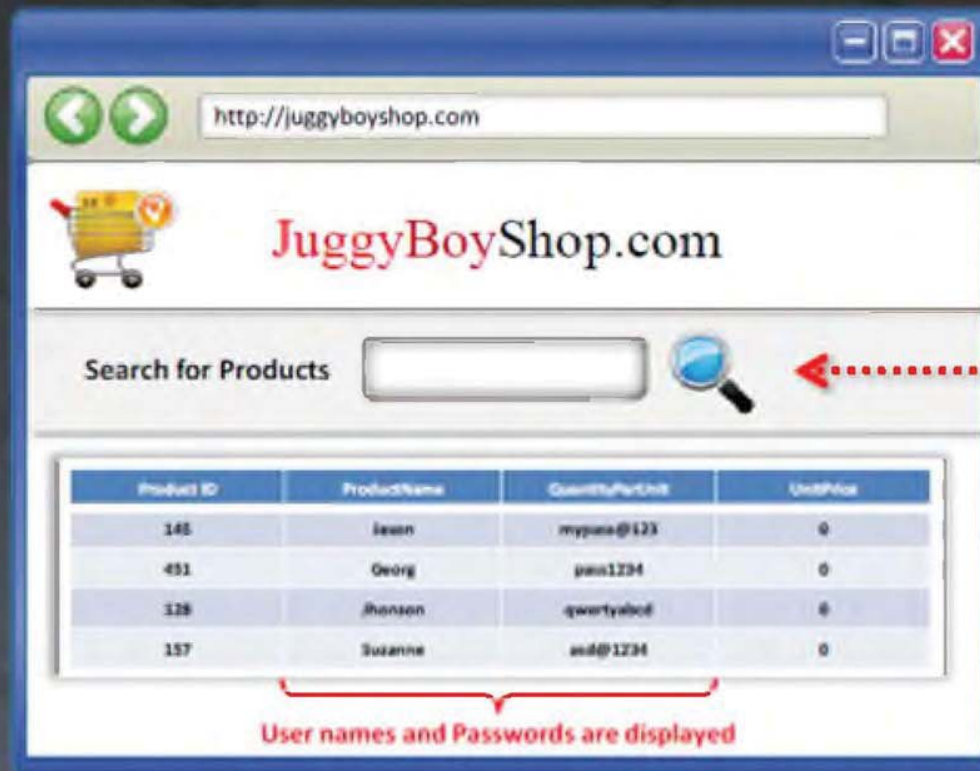 http://juggyboyshop.com
JuggyBoyShop.com
Search for Products
Product ID ProductName QuantityPerUnit UnitPrice
145 Jason mypass@123 0
451 Georg pass1234 0
128 Jhonson qwertyabcd 0
157 Suzanne asd@1234 0
User names and Passwords are displayed